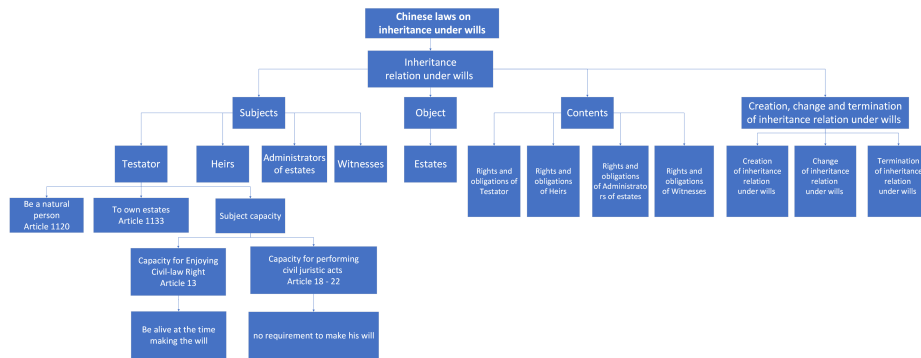 Chinese laws on
inheritance under wills
Inheritance
relation under wills
Subjects
Object
Contents
Creation, change and termination
of inheritance relation under wills
Testator
Heirs
Administrators
of estates
Witnesses
Estates
Rights and
obligations of
Testator
Rights and
obligations
of Heirs
Rights and
obligations
of Administrato
rs of estates
Rights and
obligations
of Witnesses
Creation
of inheritance
relation
under wills
Change
of inheritance
relation
under wills
Termination
of inheritance
relation
under wills
Be a natural
person
Article 1120
To own estates
Article 1133
Subject capacity
Capacity for Enjoying
Civil-law Right
Article 13
Capacity for performing
civil juristic acts
Article 18 - 22
Be alive at the time
making the will
no requirement to make his will